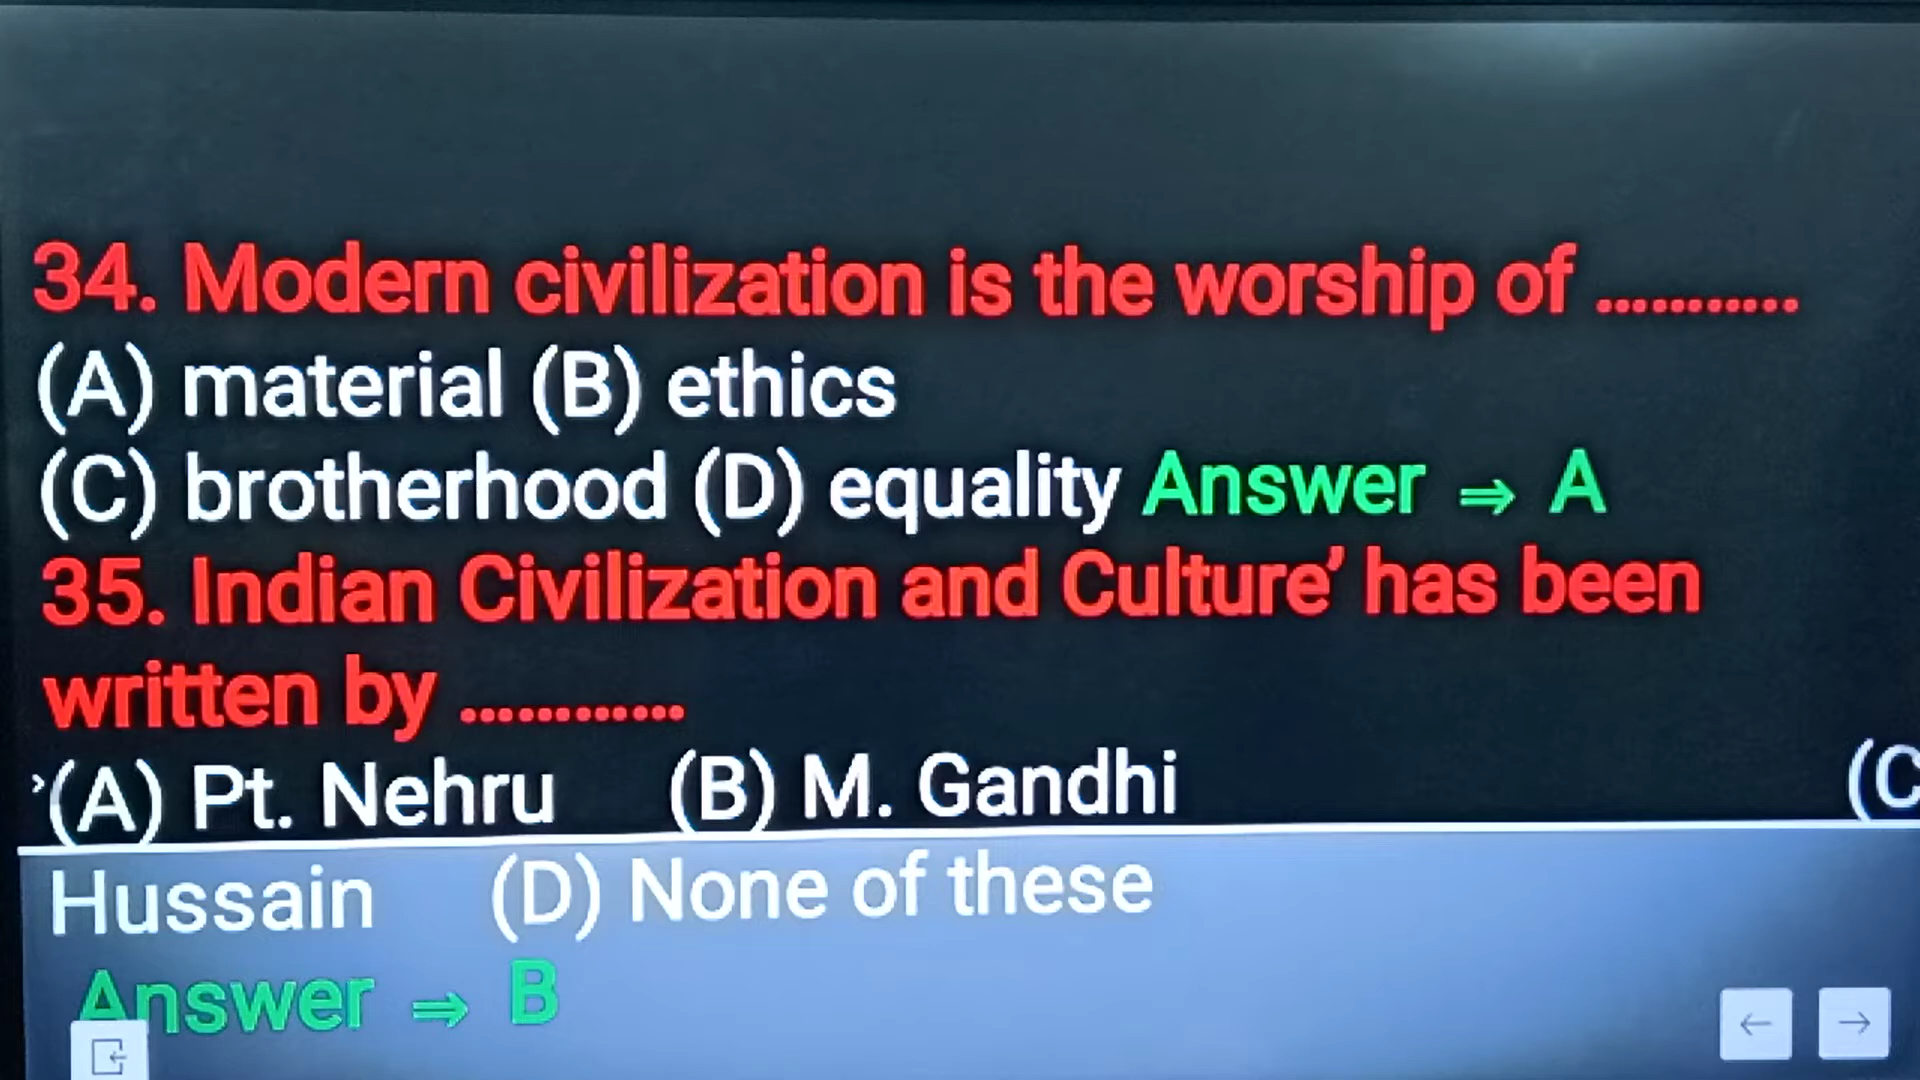 34. Modern civilization is the worship of ...........
(A) material (B) ethics
(C) brotherhood (D) equality Answer ⇒ A
35. Indian Civilization and Culture’ has been
written by ............
(A) Pt. Nehru (B) M. Gandhi (C
Hussain (D) None of these
Answer ⇒ B